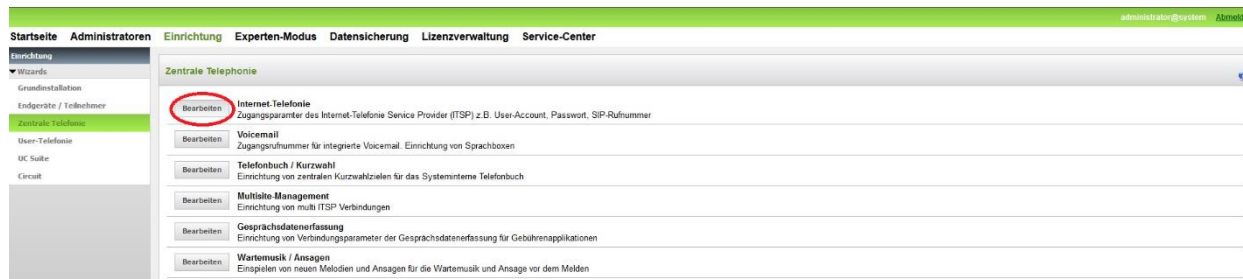 administrator@system Abmeld
Startseite Administratoren Einrichtung Experten-Modus Datensicherung Lizenzverwaltung Service-Center
Einrichtung
Wizards
Grundinstallation
Endgeräte / Teilnehmer
Zentrale Telefonie
User-Telefonie
UC Suite
Circuit
Zentrale Telephonie
Bearbeiten
Internet-Telefonie
Zugangsparamter des Internet-Telefonie Service Provider (ITSP) z.B. User-Account, Passwort, SIP-Rufnummer
Bearbeiten
Voicemail
Zugangsrufnummer für integrierte Voicemail. Einrichtung von Sprachboxen
Bearbeiten
Telefonbuch / Kurzwahl
Einrichtung von zentralen Kurzwahlzielen für das Systeminterne Telefonbuch
Bearbeiten
Multisite-Management
Einrichtung von multi ITSP Verbindungen
Bearbeiten
Gesprächsdatenerfassung
Einrichtung von Verbindungsparameter der Gesprächsdatenerfassung für Gebührenapplikationen
Bearbeiten
Wartemusik / Ansagen
Einspielen von neuen Melodien und Ansagen für die Wartemusik und Ansage vor dem Melden